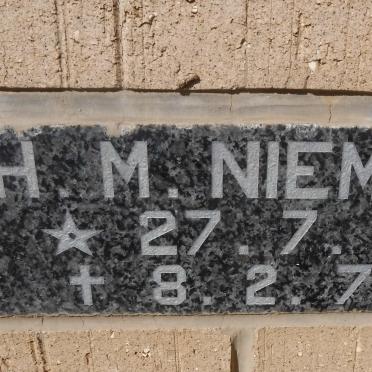 H. M. NIEM
★ 27. 7.
✝ 8. 2. 7